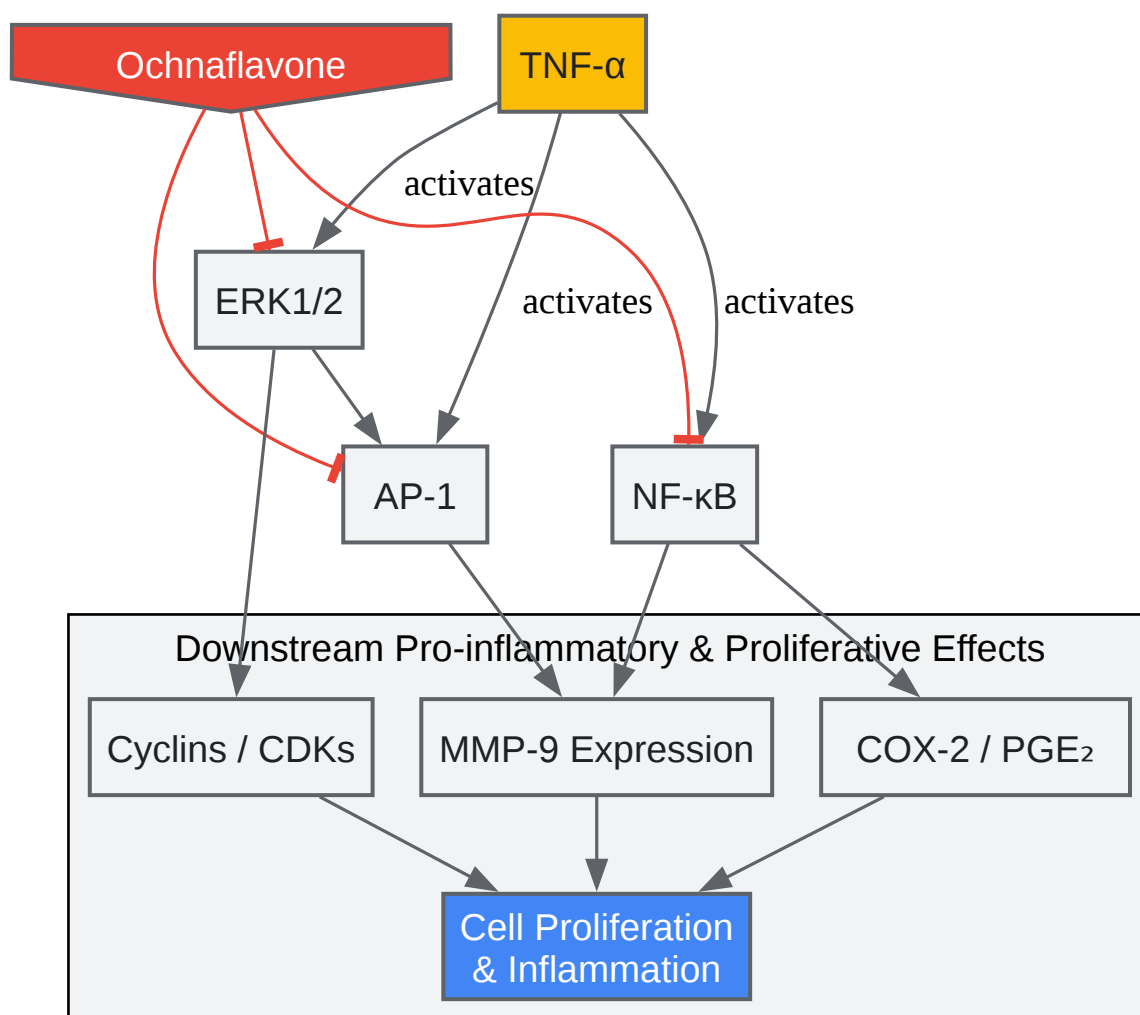 Ochnaflavone
TNF-α
activates
ERK1/2
activates
activates
AP-1
NF-κB
Downstream Pro-inflammatory & Proliferative Effects
Cyclins / CDKs
MMP-9 Expression
COX-2 / PGE₂
Cell Proliferation
& Inflammation